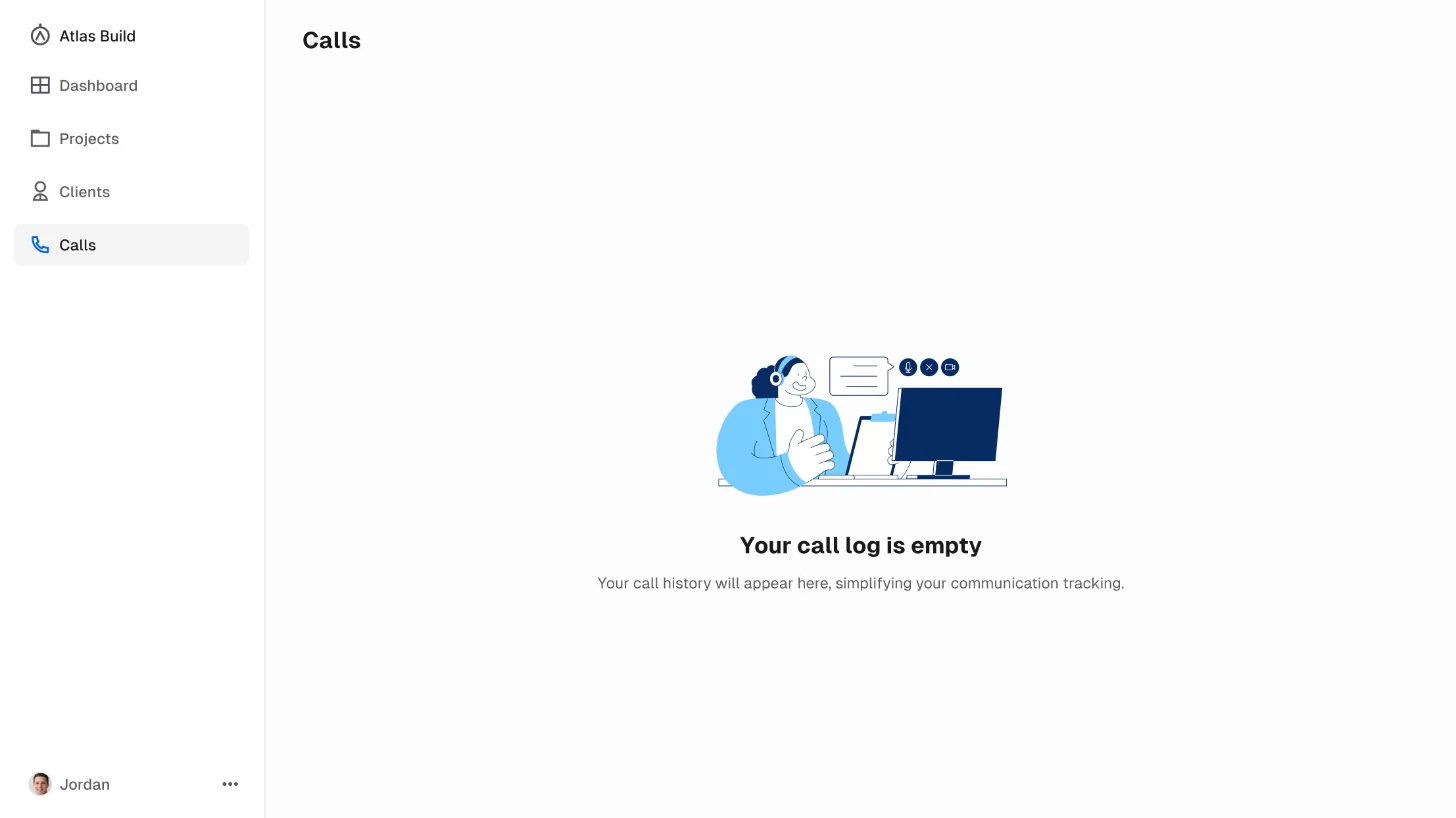 Atlas Build
Dashboard
Projects
Clients
Calls
Jordan
Calls
Your call log is empty
Your call history will appear here, simplifying your communication tracking.